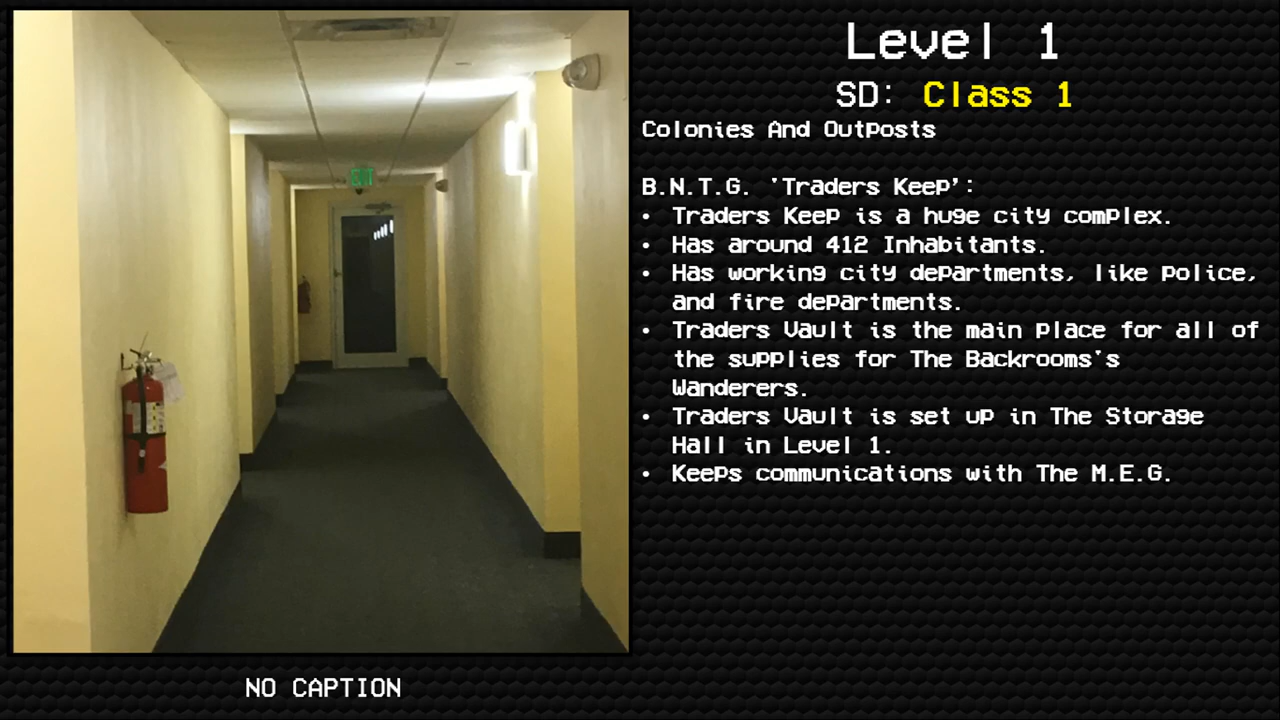 Level 1
SD: Class 1
Colonies And Outposts
B.N.T.G. 'Traders Keep':
• Traders Keep is a huge city complex.
• Has around 412 Inhabitants.
• Has working city departments, like police,
and fire departments.
• Traders Vault is the main place for all of
the supplies for The Backrooms's
Wanderers.
• Traders Vault is set up in The Storage
Hall in Level 1.
• Keeps communications with The M.E.G.
EXIT
NO CAPTION